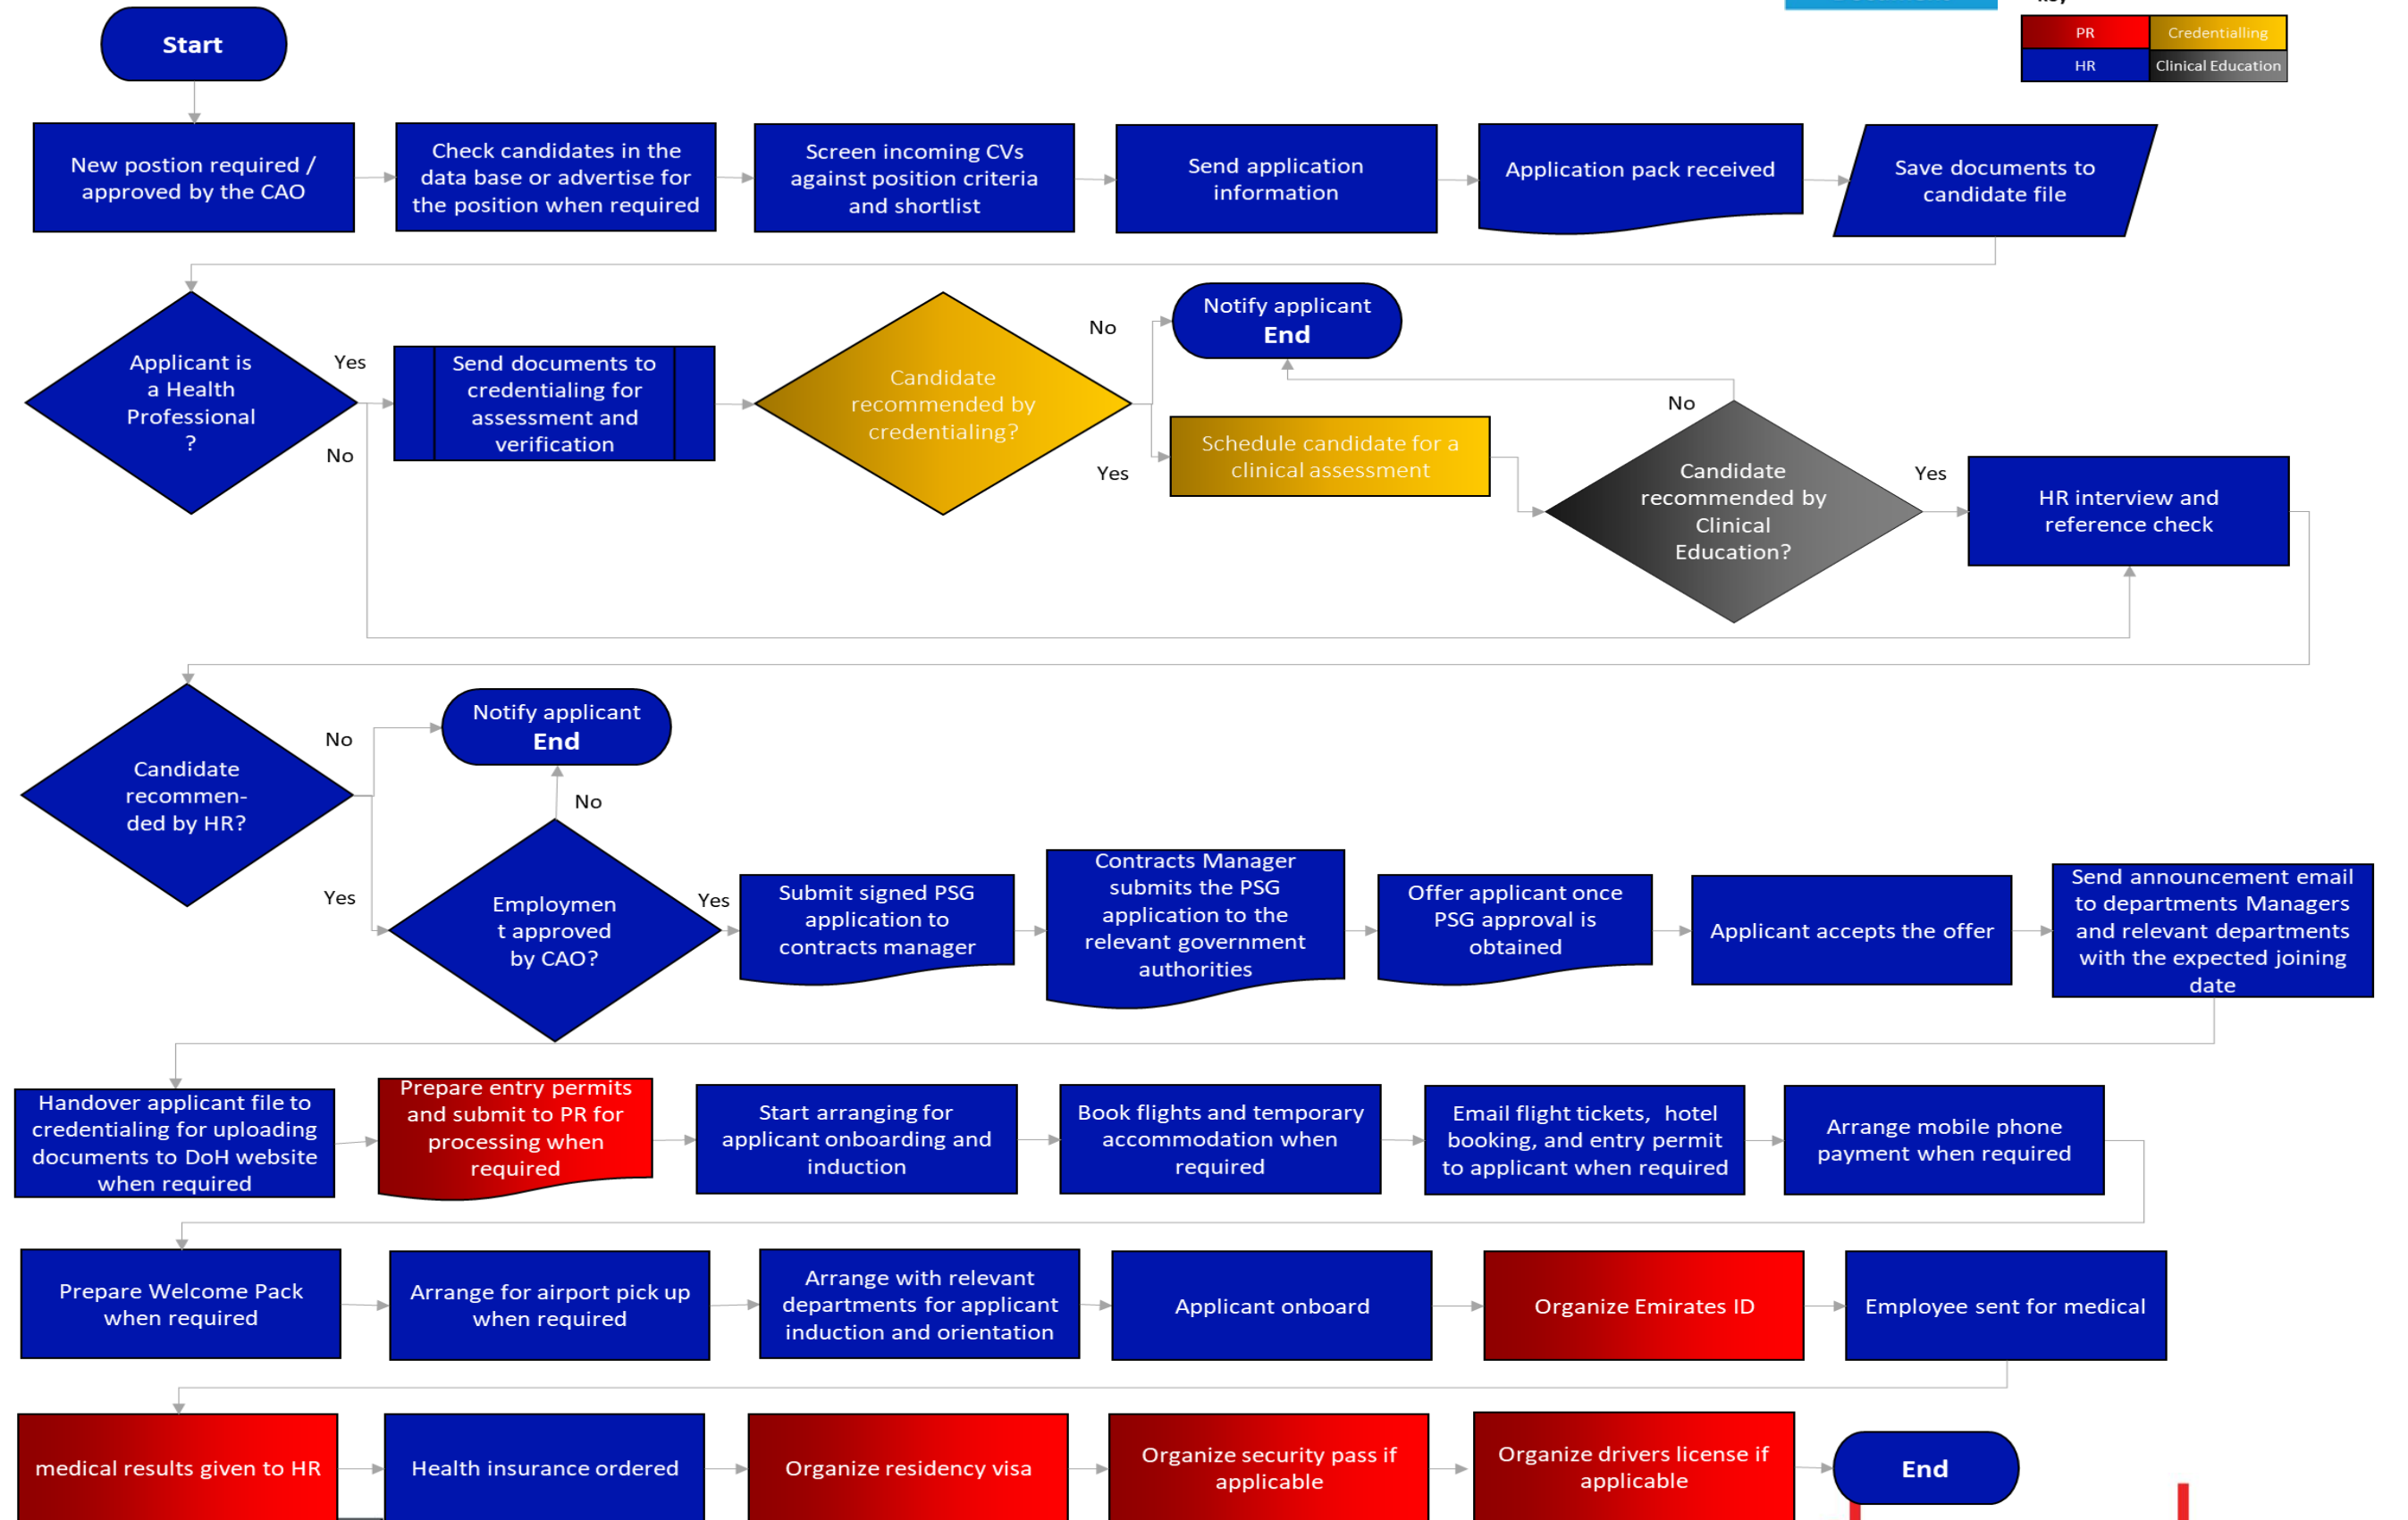 Start
PR
Credentialling
HR
Clinical Education
New postion required /
approved by the CAO
Check candidates in the
data base or advertise for
the position when required
Screen incoming CVs
against position criteria
and shortlist
Send application
information
Application pack received
Save documents to
candidate file
Applicant is
a Health
Professional
?
Yes
No
Send documents to
credentialing for
assessment and
verification
Candidate
recommended by
credentialing?
No
Yes
Notify applicant
End
Schedule candidate for a
clinical assessment
No
Candidate
recommended by
Clinical
Education?
Yes
HR interview and
reference check
Candidate
recommen-
ded by HR?
No
Yes
Notify applicant
End
No
Employmen
t approved
by CAO?
Yes
Submit signed PSG
application to
contracts manager
Contracts Manager
submits the PSG
application to the
relevant government
authorities
Offer applicant once
PSG approval is
obtained
Applicant accepts the offer
Send announcement email
to departments Managers
and relevant departments
with the expected joining
date
Handover applicant file to
credentialing for uploading
documents to DoH website
when required
Prepare entry permits
and submit to PR for
processing when
required
Start arranging for
applicant onboarding and
induction
Book flights and temporary
accommodation when
required
Email flight tickets, hotel
booking, and entry permit
to applicant when required
Arrange mobile phone
payment when required
Prepare Welcome Pack
when required
Arrange for airport pick up
when required
Arrange with relevant
departments for applicant
induction and orientation
Applicant onboard
Organize Emirates ID
Employee sent for medical
medical results given to HR
Health insurance ordered
Organize residency visa
Organize security pass if
applicable
Organize drivers license if
applicable
End